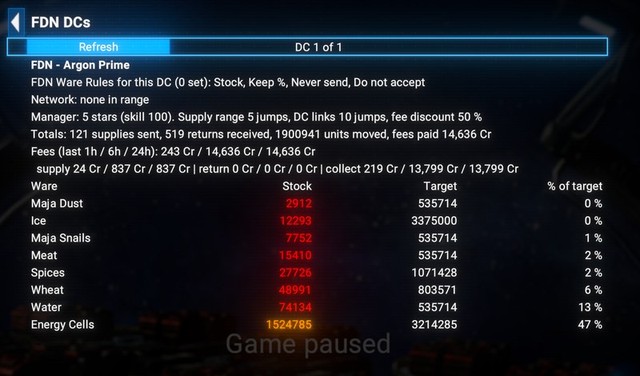 FDN DCs
Refresh DC 1 of 1
FDN - Argon Prime
FDN Ware Rules for this DC (0 set): Stock, Keep %, Never send, Do not accept
Network: none in range
Manager: 5 stars (skill 100). Supply range 5 jumps, DC links 10 jumps, fee discount 50 %
Totals: 121 supplies sent, 519 returns received, 1900941 units moved, fees paid 14,636 Cr
Fees (last 1h / 6h / 24h): 243 Cr / 14,636 Cr / 14,636 Cr
supply 24 Cr / 837 Cr / 837 Cr | return 0 Cr / 0 Cr / 0 Cr | collect 219 Cr / 13,799 Cr / 13,799 Cr
Ware Stock Target % of target
Maja Dust 2912 535714 0 %
Ice 12293 3375000 0 %
Maja Snails 7752 535714 1 %
Meat 15410 535714 2 %
Spices 27726 1071428 2 %
Wheat 48991 803571 6 %
Water 74134 535714 13 %
Energy Cells 1524785 3214285 47 %
Game paused